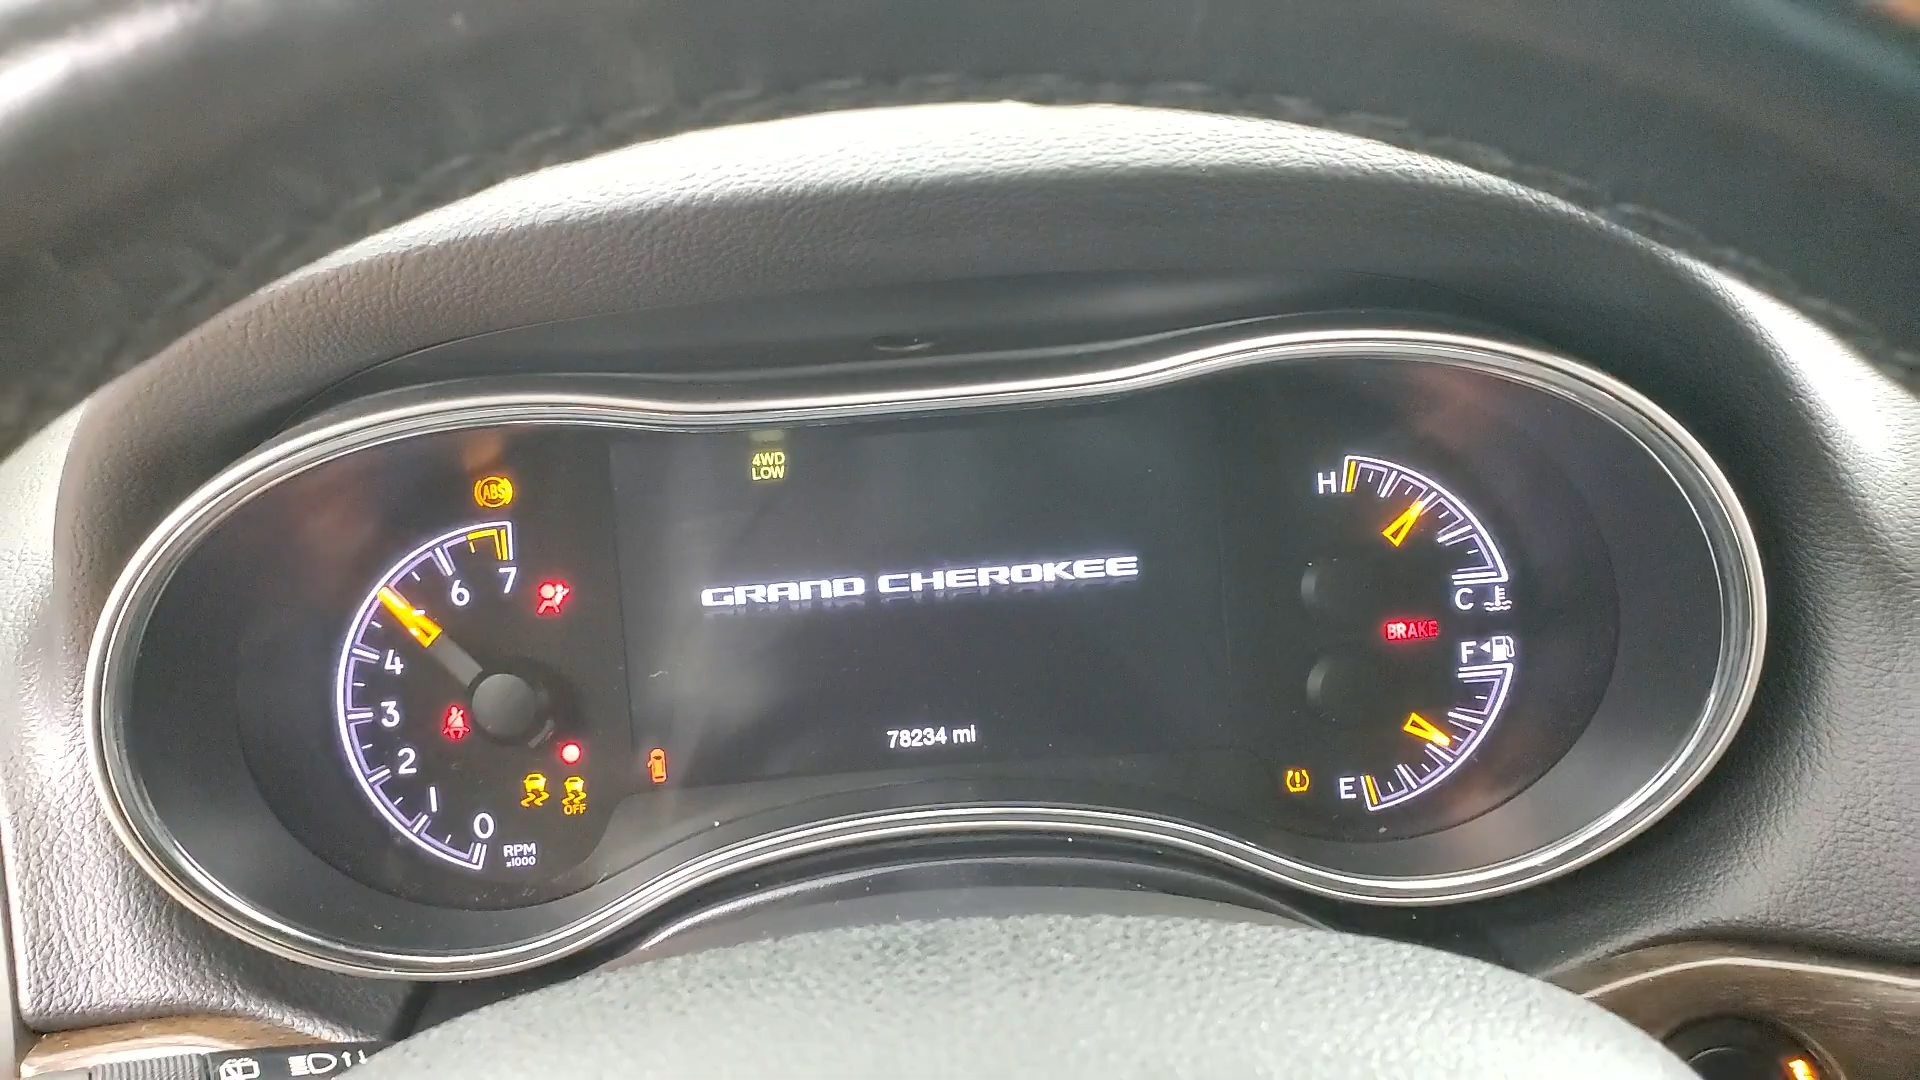 4WD
LOW
ABS
7
6
4
3
2
1
0
RPM
x1000
OFF
GRAND CHEROKEE
78234 mi
H
C
BRAKE
F
E